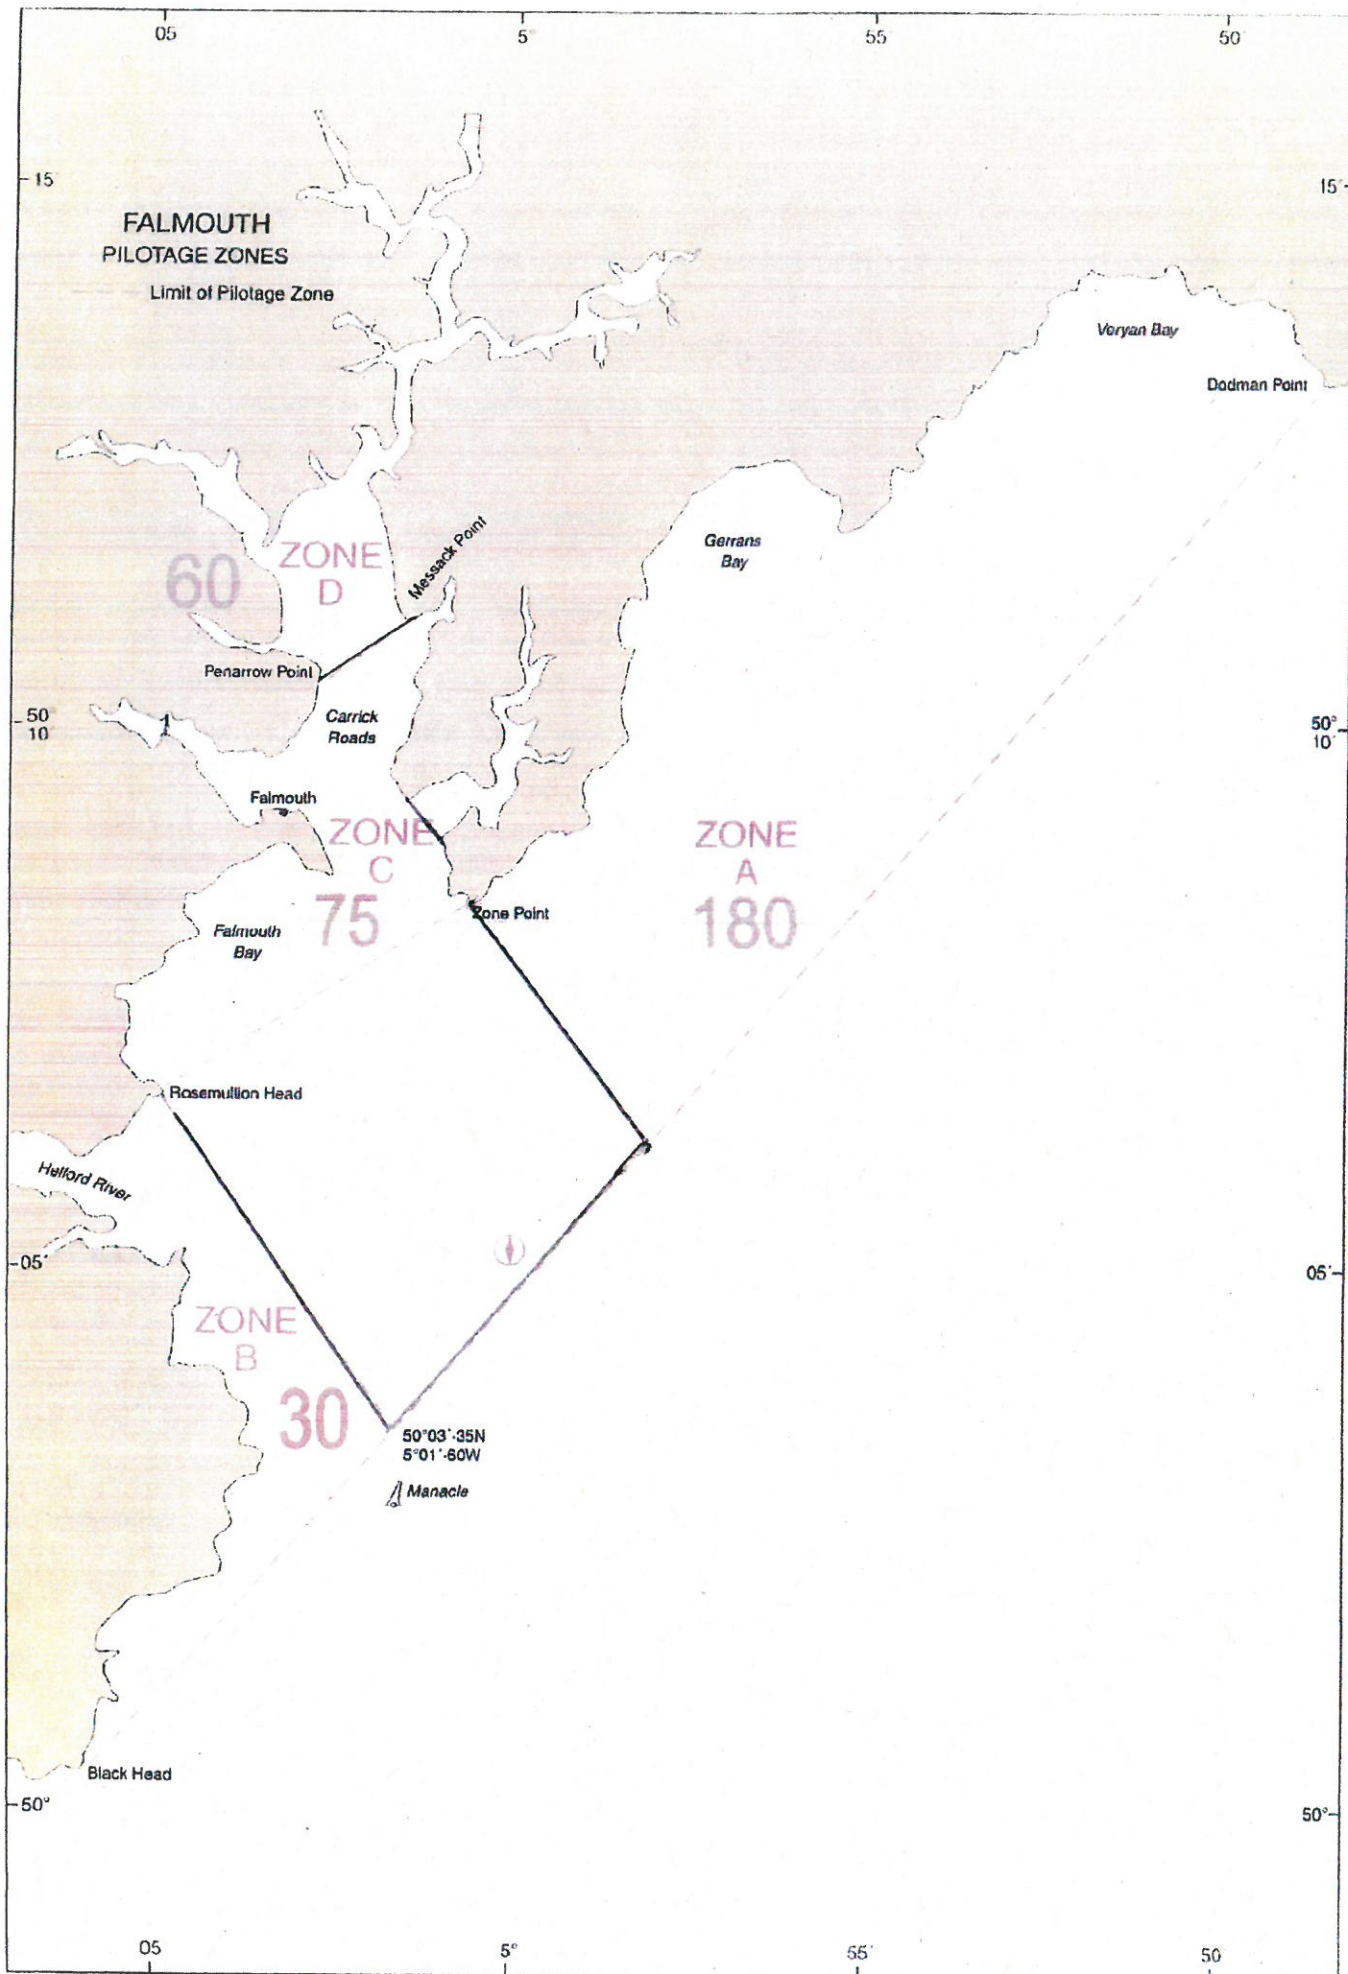 05
5°
55
50'
15'
15'
FALMOUTH
PILOTAGE ZONES
Limit of Pilotage Zone
Veryan Bay
Dodman Point
Gerrans
Bay
60
ZONE
D
Messack Point
Penarrow Point
Carrick
Roads
50°
10'
50°
10'
Falmouth
ZONE
C
75
ZONE
A
180
Zone Point
Falmouth
Bay
Rosemullion Head
Helford River
05'
05'
ZONE
B
30
50°03'·35N
5°01'·60W
Manacle
Black Head
50°
50°
05
5°
55'
50